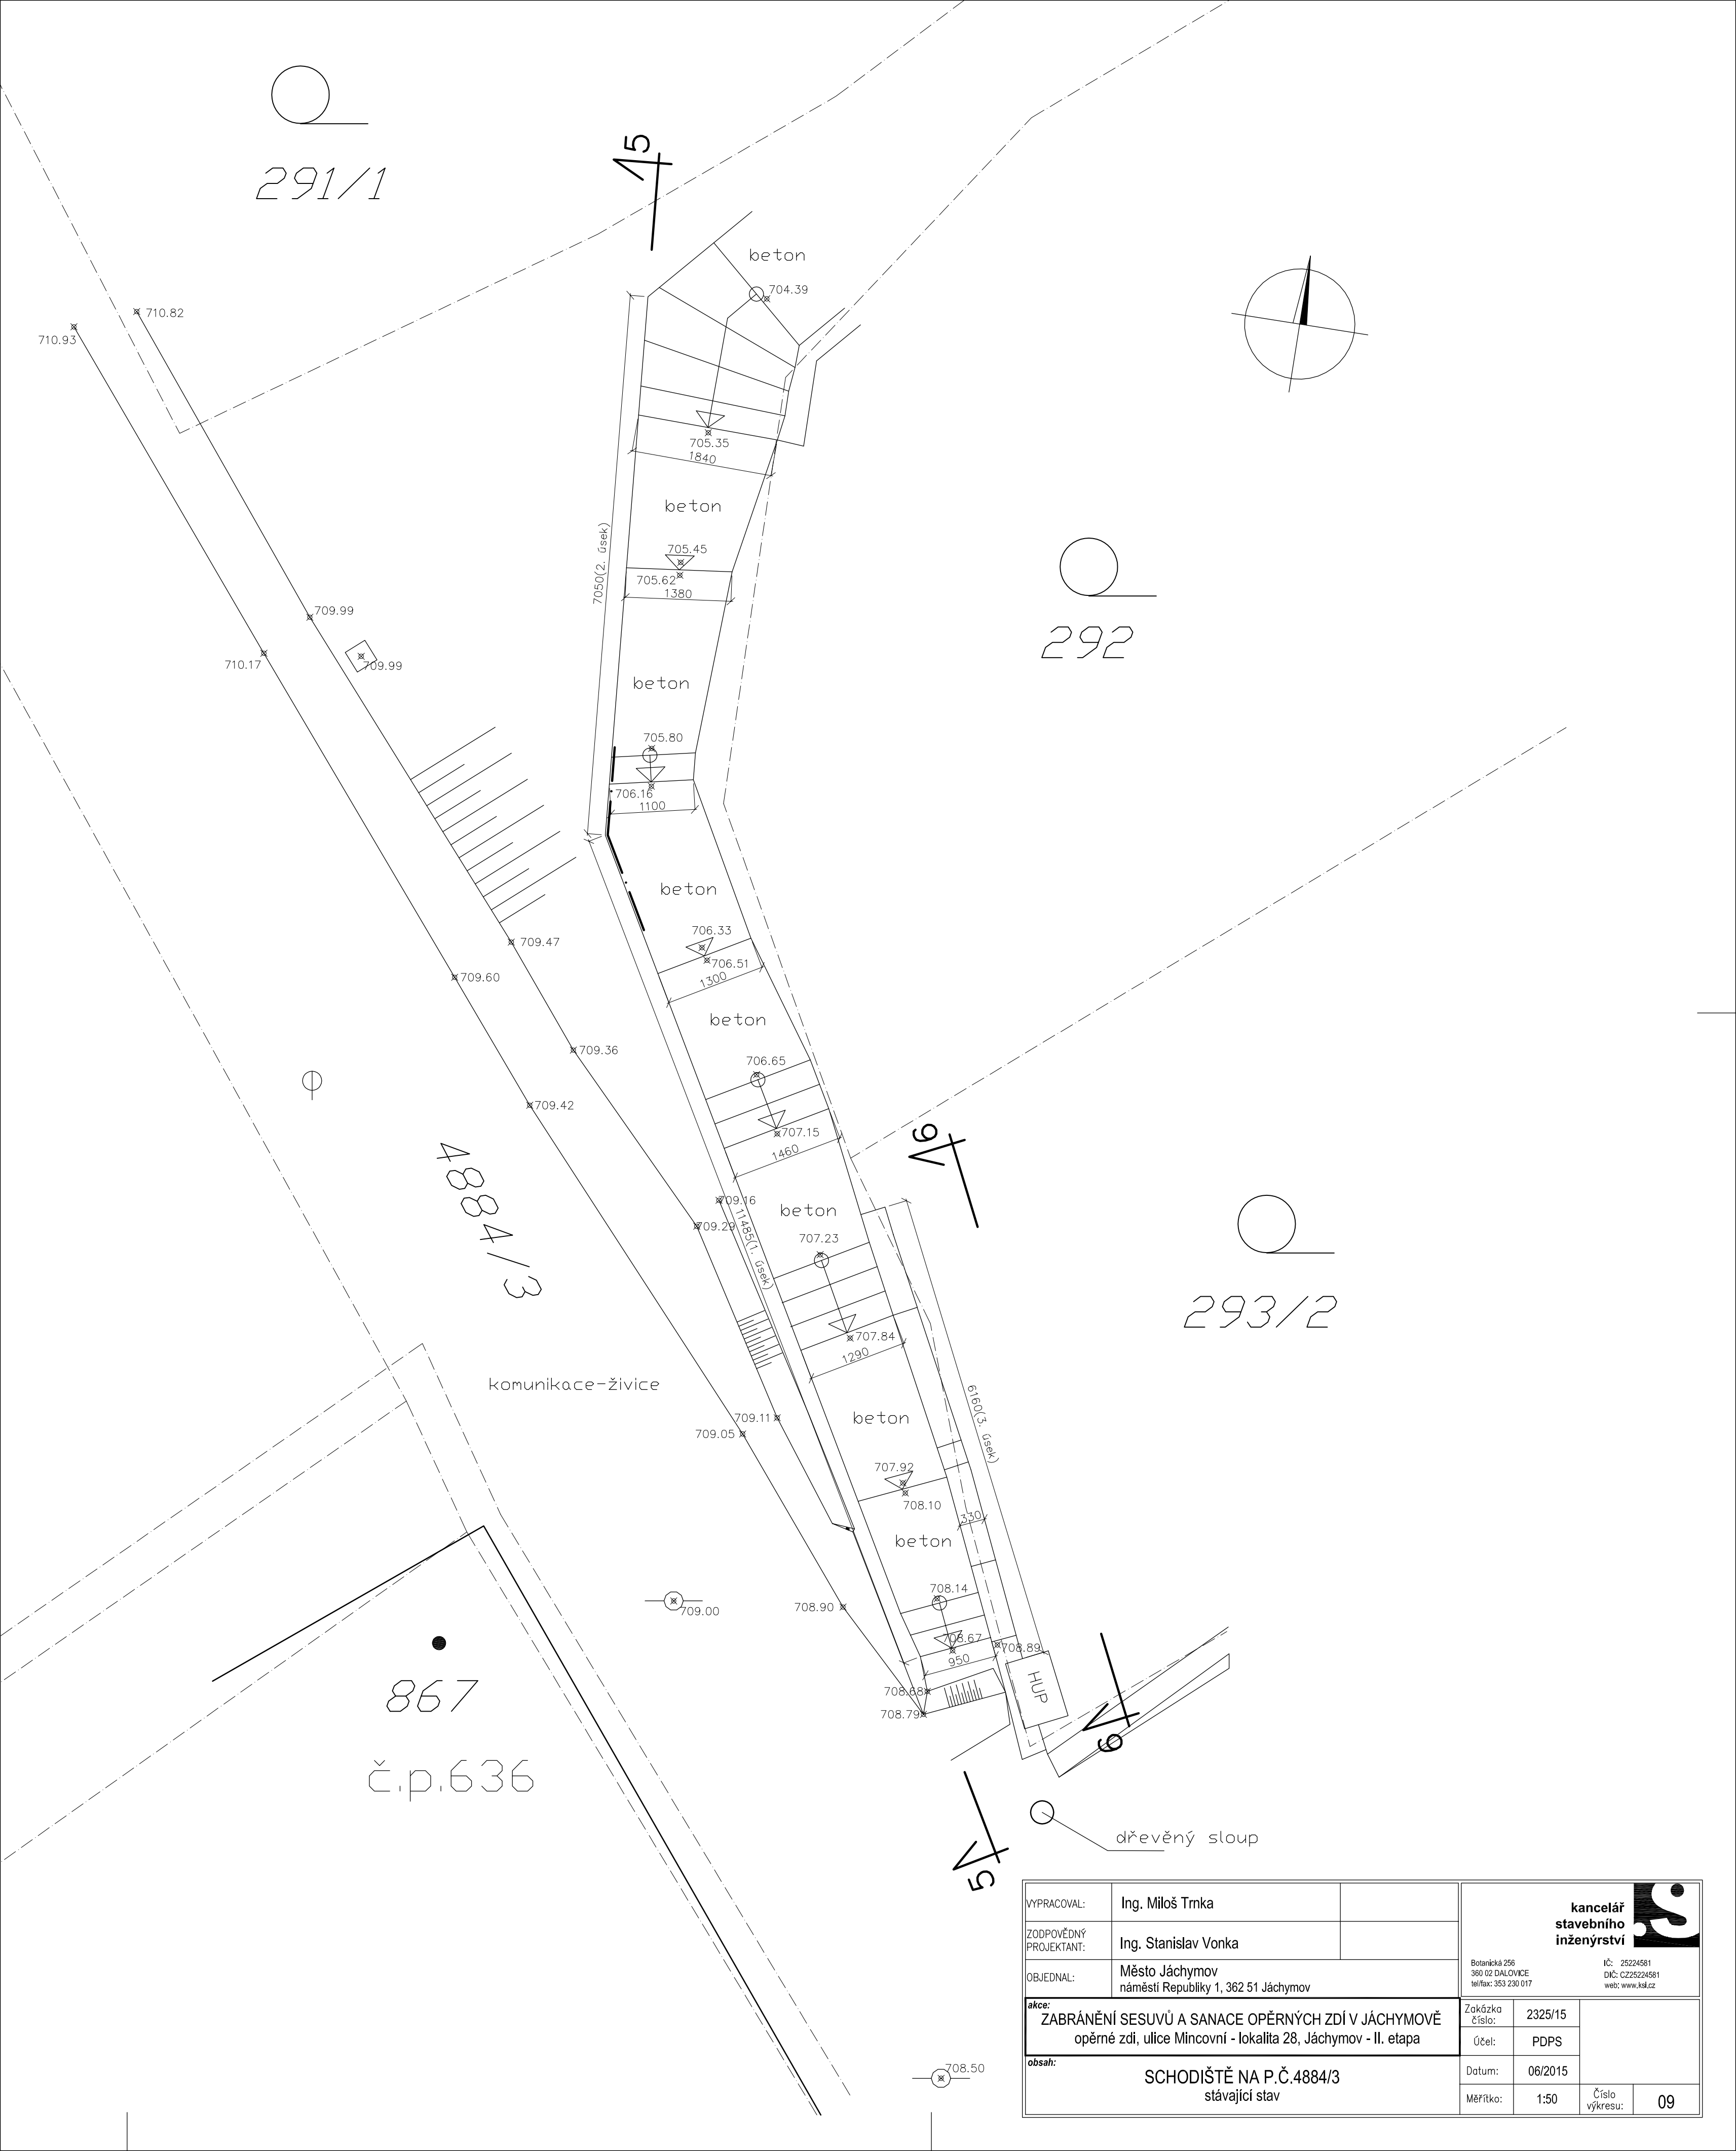 291/1
5
beton
704.39
710.82
710.93
705.35
1840
beton
7050(2. úsek)
705.45
705.62
1380
292
709.99
709.99
710.17
beton
705.80
706.16
1100
beton
706.33
706.51
1300
709.47
709.60
beton
709.36
706.65
709.42
707.15
1460
6
4884/3
709.16
709.29
11485(1. úsek)
beton
707.23
293/2
707.84
1290
komunikace-živice
6160(3. úsek)
709.11
709.05
beton
707.92
708.10
330
beton
708.14
708.90
709.00
708.67
708.89
950
HUP
708.68
708.79
867
č.p.636
6
5
dřevěný sloup
708.50
VYPRACOVAL:
Ing. Miloš Trnka
ZODPOVĚDNÝ
PROJEKTANT:
Ing. Stanislav Vonka
OBJEDNAL:
Město Jáchymov
náměstí Republiky 1, 362 51 Jáchymov
kancelář
stavebního
inženýrství
Botanická 256
360 02 DALOVICE
tel/fax: 353 230 017
IČ: 25224581
DIČ: CZ25224581
web: www.ksi.cz
akce:
ZABRÁNĚNÍ SESUVŮ A SANACE OPĚRNÝCH ZDÍ V JÁCHYMOVĚ
opěrné zdi, ulice Mincovní - lokalita 28, Jáchymov - II. etapa
obsah:
SCHODIŠTĚ NA P.Č.4884/3
stávající stav
Zakázka
číslo:
2325/15
Účel:
PDPS
Datum:
06/2015
Měřítko:
1:50
Číslo
výkresu:
09